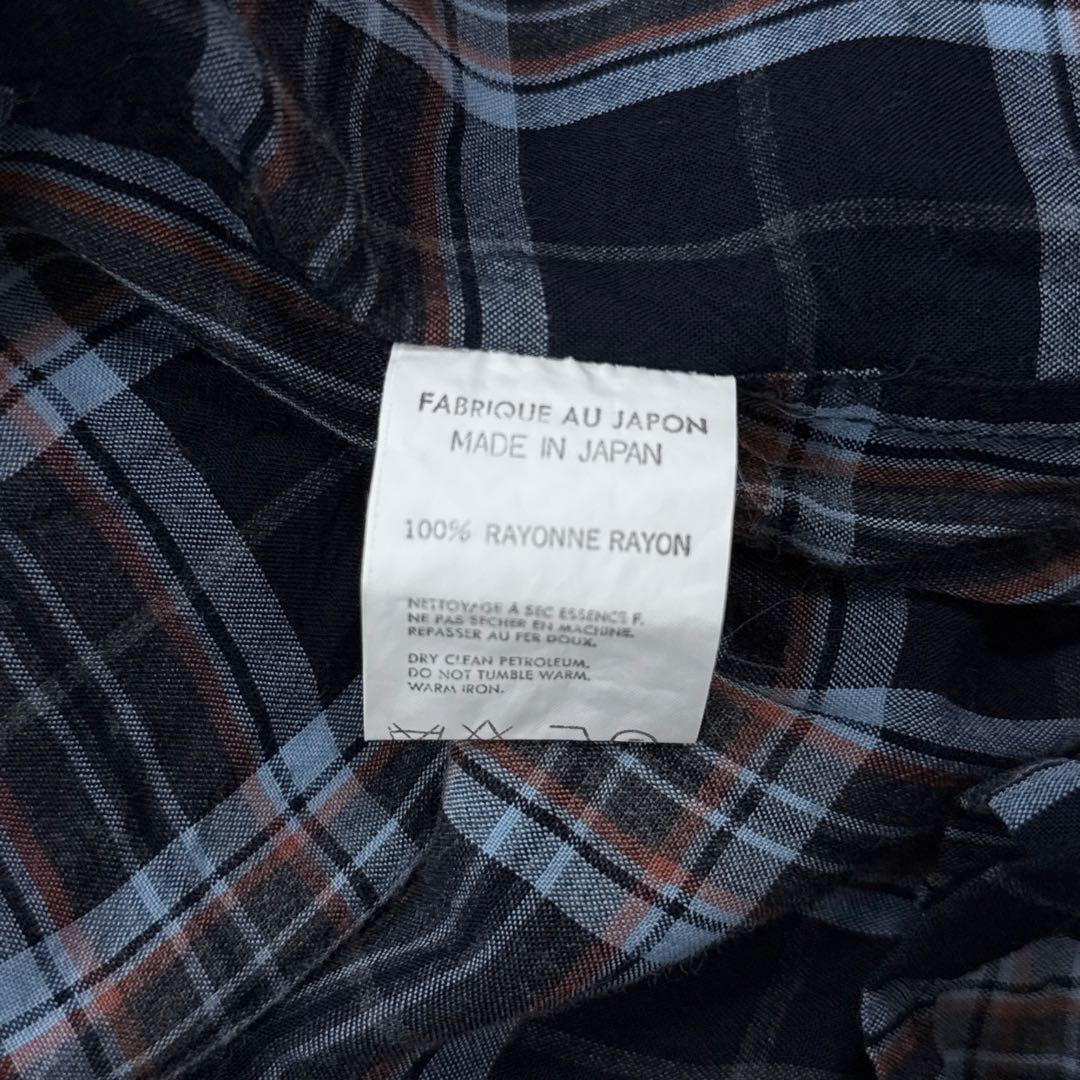 FABRIQUE AU JAPON
MADE IN JAPAN
100% RAYONNE RAYON
NETTOYAGE À SEC ESSENCE F.
NE PAS SECHER EN MACHINE.
REPASSER AU FER DOUX.
DRY CLEAN PETROLEUM.
DO NOT TUMBLE WARM.
WARM IRON.